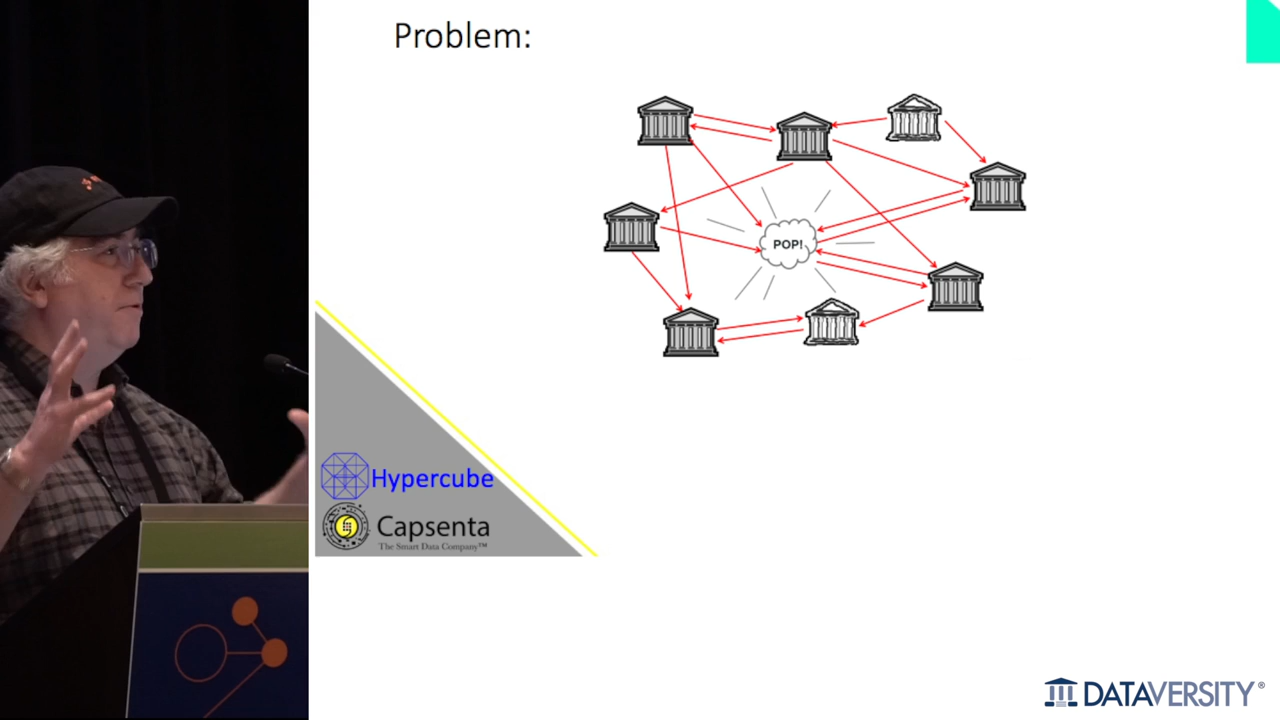 Problem:
POP!
Hypercube
Capsenta
The Smart Data Company™
DATAVERSITY®